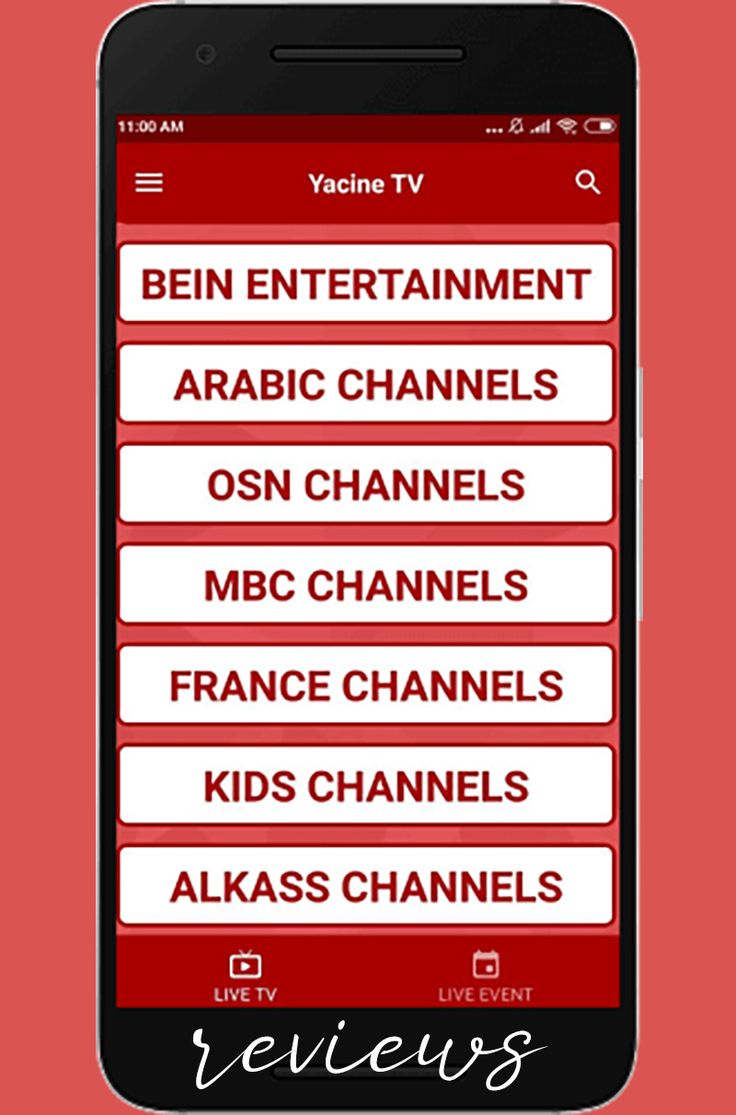 11:00 AM
Yacine TV
BEIN ENTERTAINMENT
ARABIC CHANNELS
OSN CHANNELS
MBC CHANNELS
FRANCE CHANNELS
KIDS CHANNELS
ALKASS CHANNELS
LIVE TV LIVE EVENT
reviews